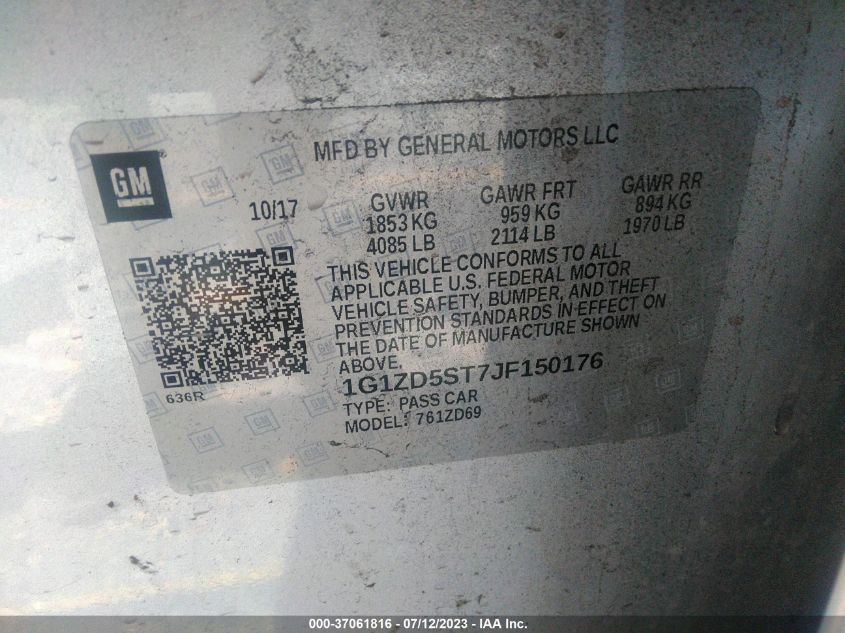 MFD BY GENERAL MOTORS LLC
GM
10/17
GVWR GAWR FRT GAWR RR
1853 KG 959 KG 894 KG
4085 LB 2114 LB 1970 LB
THIS VEHICLE CONFORMS TO ALL
APPLICABLE U.S. FEDERAL MOTOR
VEHICLE SAFETY, BUMPER, AND THEFT
PREVENTION STANDARDS IN EFFECT ON
THE DATE OF MANUFACTURE SHOWN
ABOVE.
1G1ZD5ST7JF150176
636R
TYPE: PASS CAR
MODEL: 761ZD69
000-37061816 - 07/12/2023 - IAA Inc.